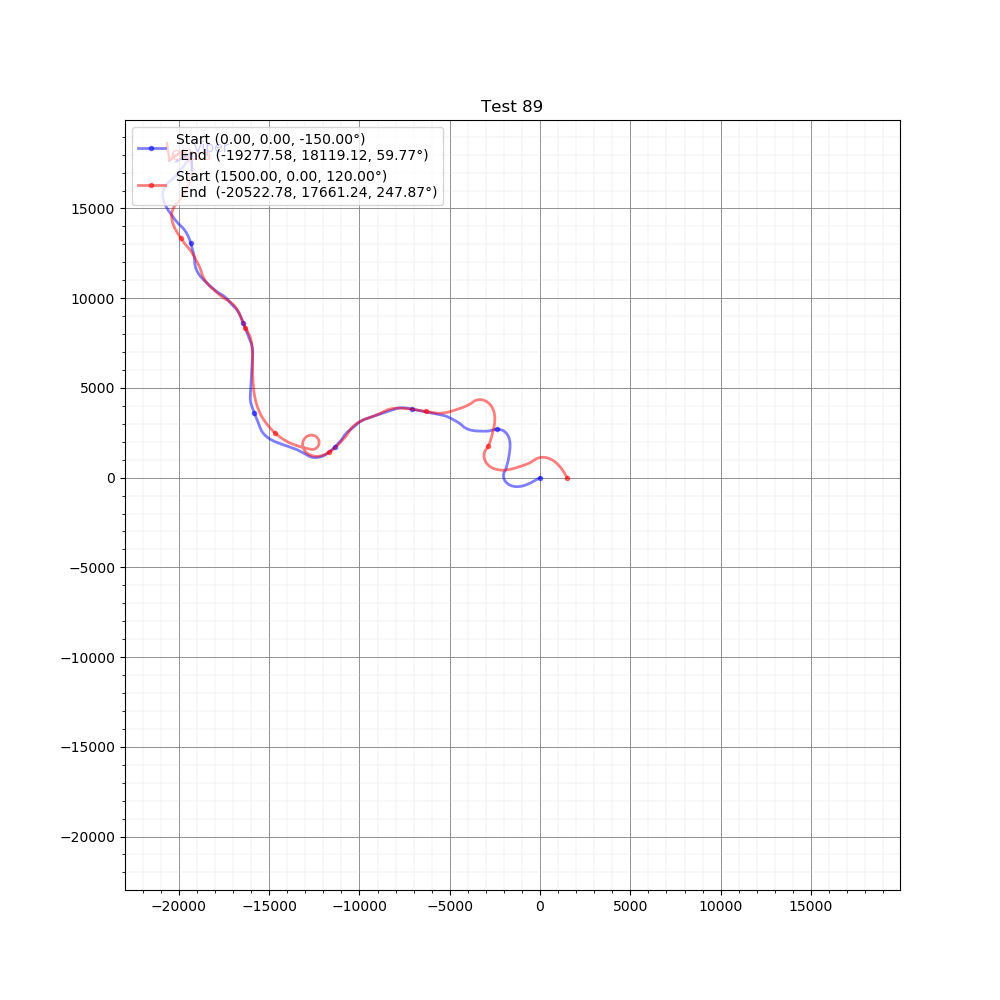 Test 89
Start (0.00, 0.00, -150.00°)
End (-19277.58, 18119.12, 59.77°)
Start (1500.00, 0.00, 120.00°)
End (-20522.78, 17661.24, 247.87°)
15000
10000
5000
0
−5000
−10000
−15000
−20000
−20000 −15000 −10000 −5000 0 5000 10000 15000